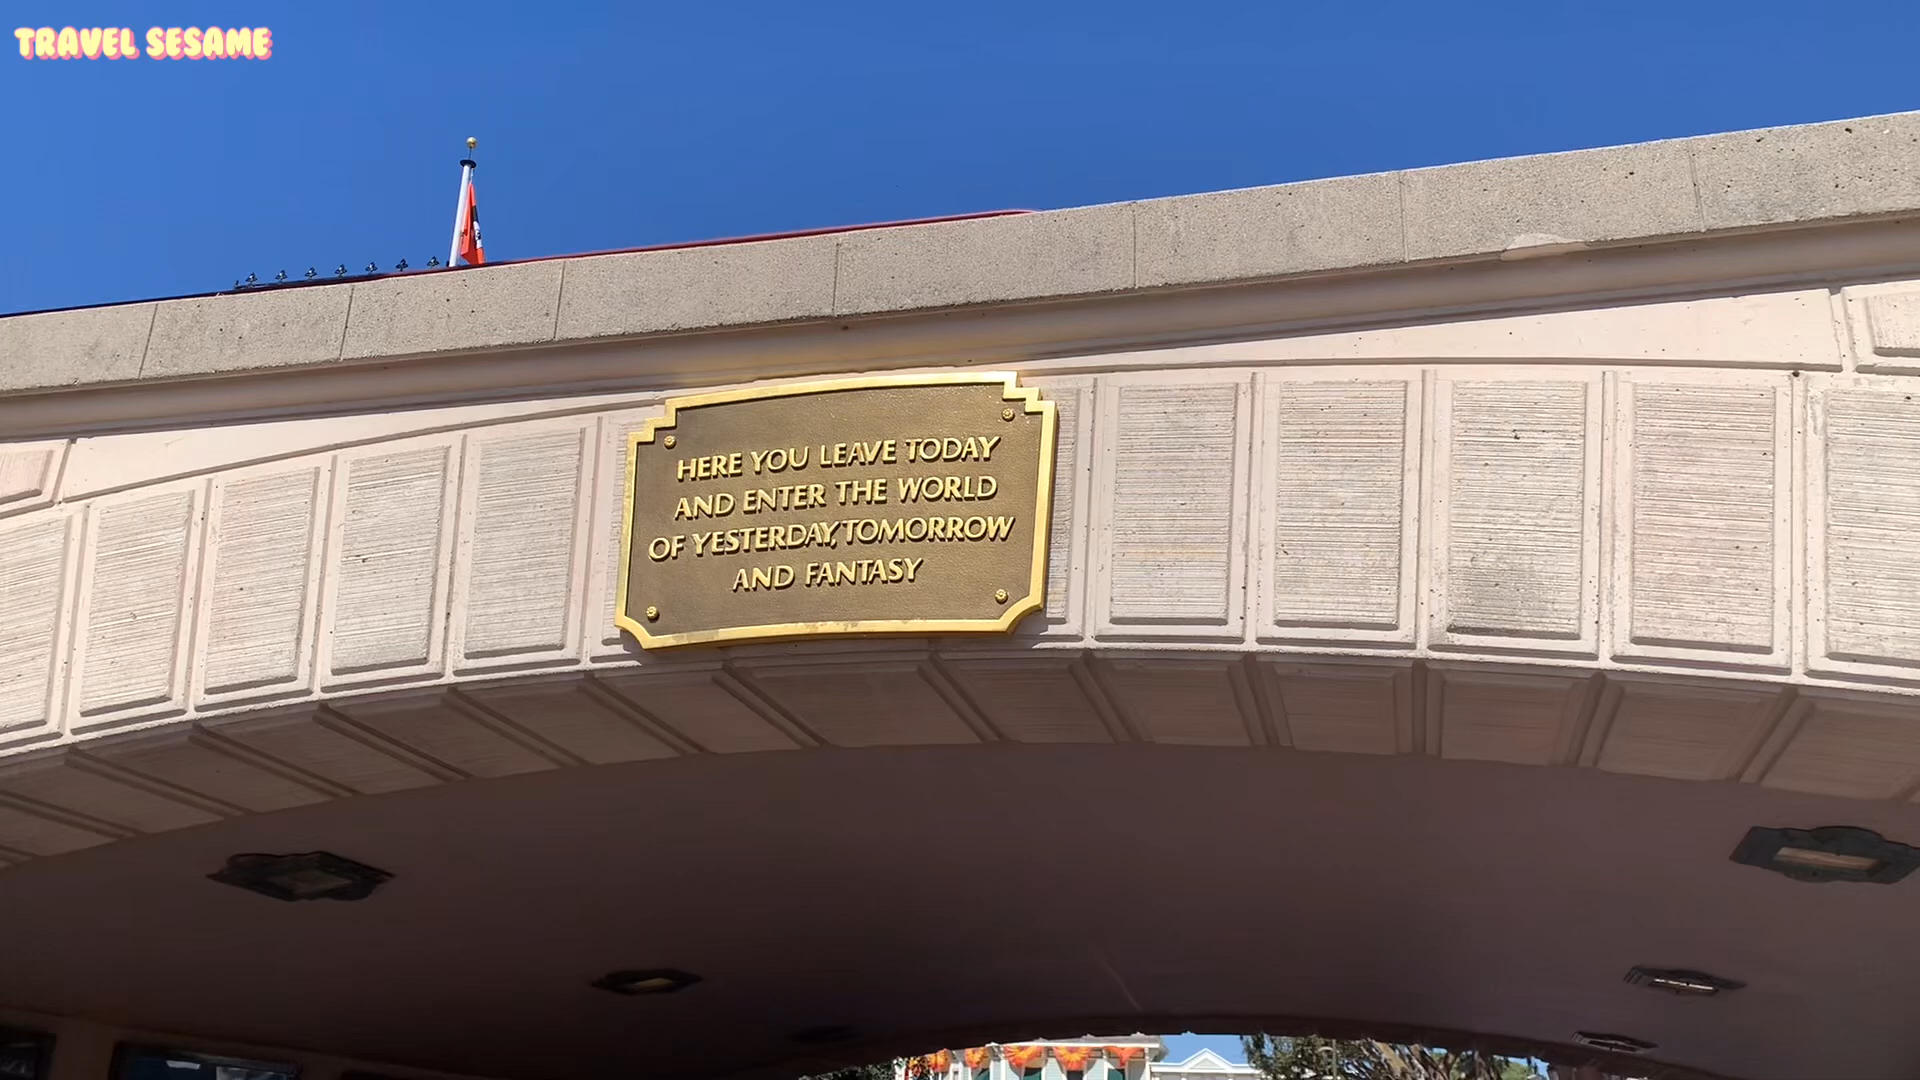 TRAVEL SESAME
HERE YOU LEAVE TODAY
AND ENTER THE WORLD
OF YESTERDAY, TOMORROW
AND FANTASY